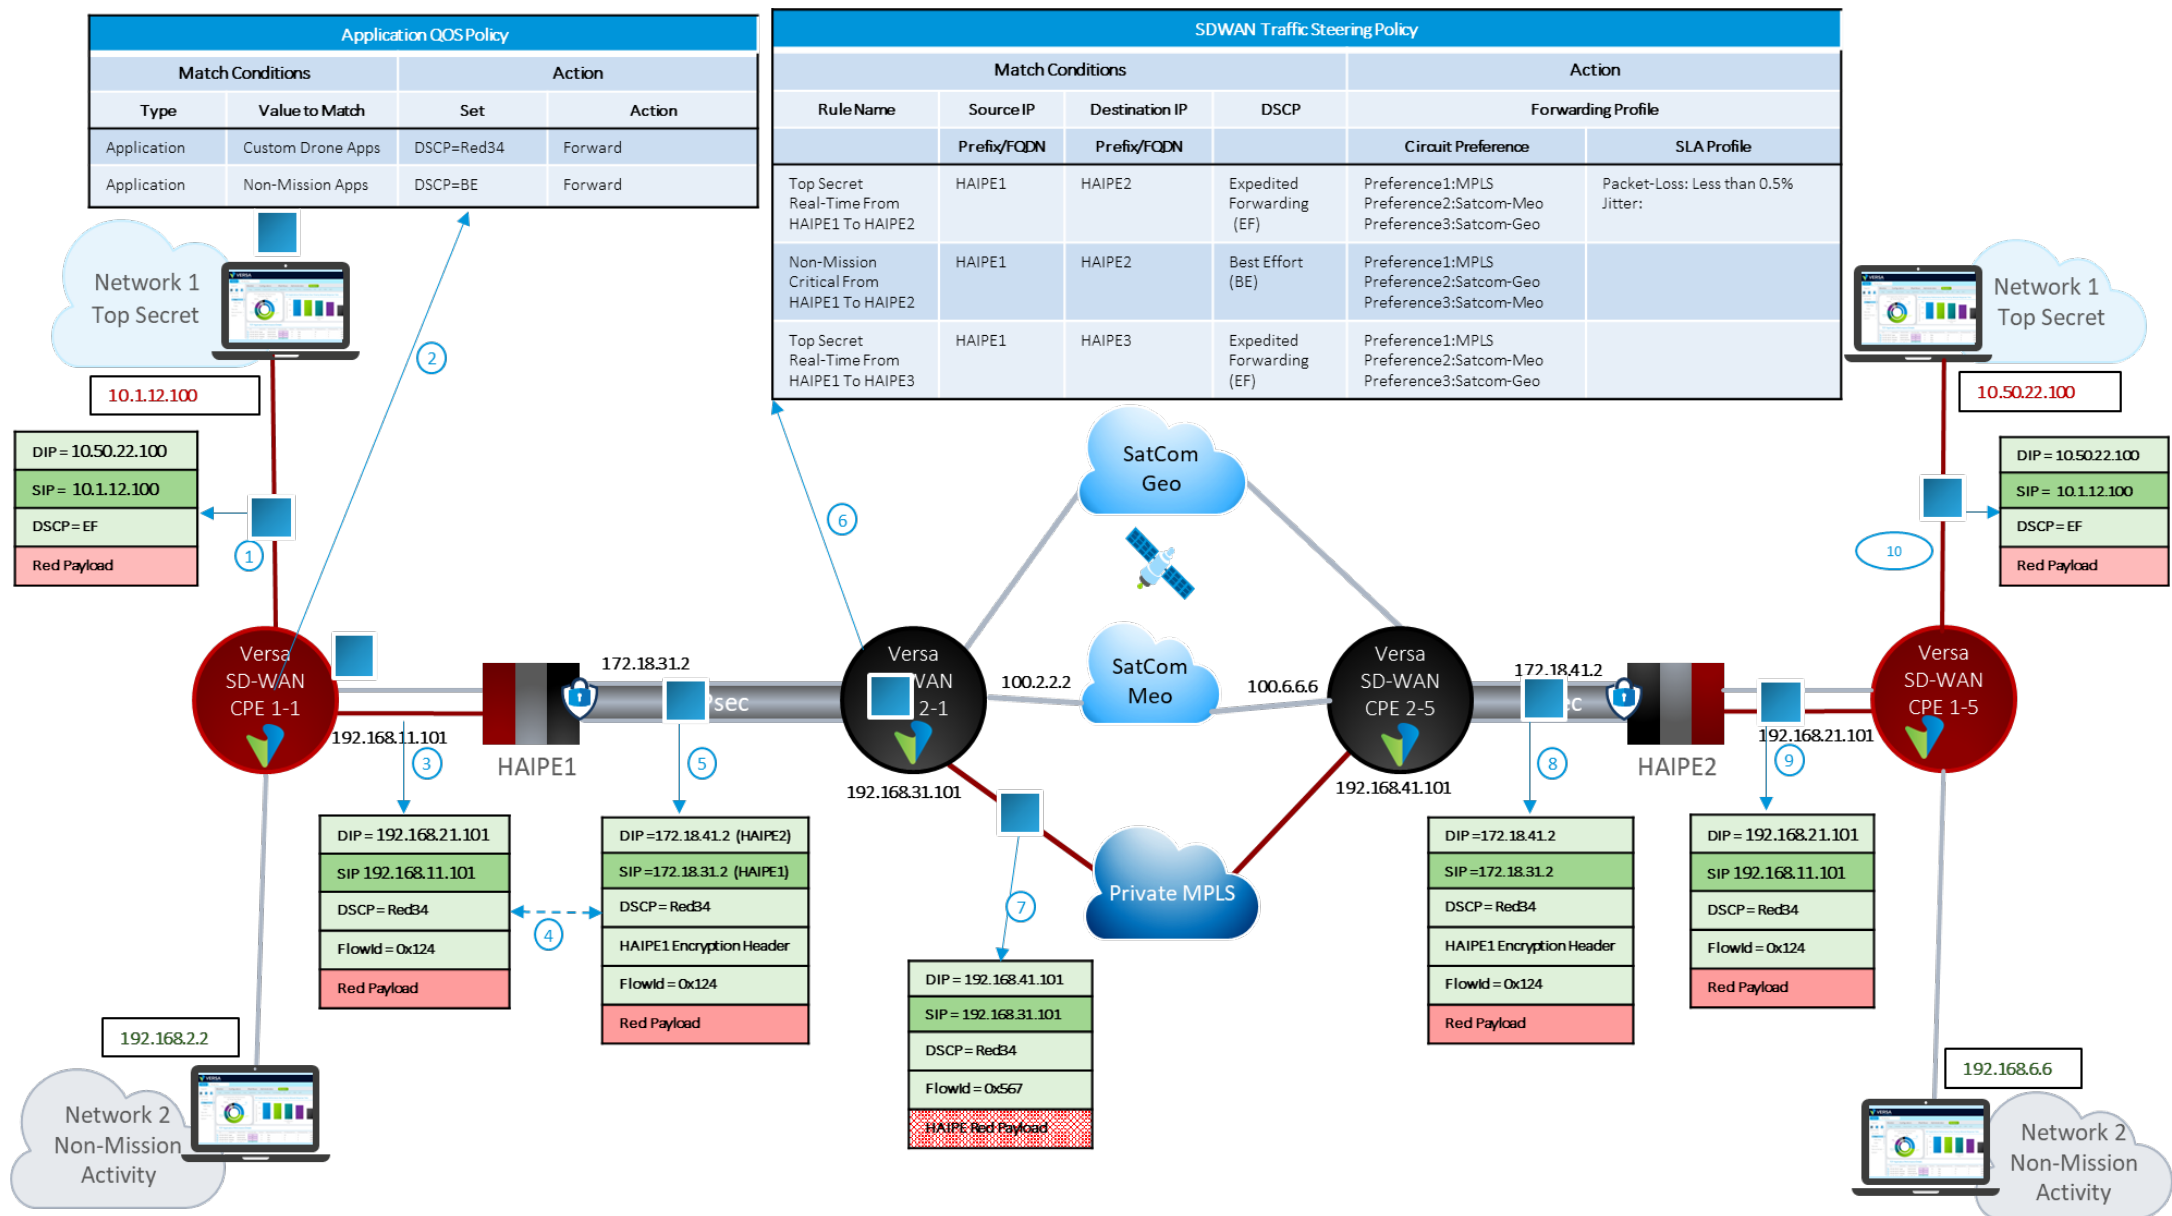 Application QOS Policy
Match Conditions
Action
Type
Value to Match
Set
Action
Application
Custom Drone Apps
DSCP=Red34
Forward
Application
Non-Mission Apps
DSCP=BE
Forward
SDWAN Traffic Steering Policy
Match Conditions
Action
Rule Name
Source IP
Destination IP
DSCP
Forwarding Profile
Prefix/FQDN
Prefix/FQDN
Circuit Preference
SLA Profile
Top Secret
Real-Time From
HAIPE1 To HAIPE2
HAIPE1
HAIPE2
Expedited
Forwarding
(EF)
Preference1:MPLS
Preference2:Satcom-Meo
Preference3:Satcom-Geo
Packet-Loss: Less than 0.5%
Jitter:
Non-Mission
Critical From
HAIPE1 To HAIPE2
HAIPE1
HAIPE2
Best Effort
(BE)
Preference1:MPLS
Preference2:Satcom-Geo
Preference3:Satcom-Meo
Top Secret
Real-Time From
HAIPE1 To HAIPE3
HAIPE1
HAIPE3
Expedited
Forwarding
(EF)
Preference1:MPLS
Preference2:Satcom-Meo
Preference3:Satcom-Geo
Network 1
Top Secret
VERSA
2
10.1.12.100
DIP = 10.50.22.100
SIP = 10.1.12.100
DSCP = EF
Red Payload
1
6
SatCom
Geo
VERSA
Network 1
Top Secret
10.50.22.100
DIP = 10.50.22.100
SIP = 10.1.12.100
DSCP = EF
Red Payload
10
Versa
SD-WAN
CPE 1-1
192.168.11.101
3
HAIPE1
172.18.31.2
Psec
5
Versa
WAN
2-1
192.168.31.101
100.2.2.2
SatCom
Meo
100.6.6.6
Versa
SD-WAN
CPE 2-5
192.168.41.101
172.18.41.2
ec
8
HAIPE2
192.168.21.101
9
Versa
SD-WAN
CPE 1-5
DIP = 192.168.21.101
SIP 192.168.11.101
DSCP = Red34
FlowId = 0x124
Red Payload
4
DIP =172.18.41.2 (HAIPE2)
SIP =172.18.31.2 (HAIPE1)
DSCP = Red34
HAIPE1 Encryption Header
FlowId = 0x124
Red Payload
7
DIP = 192.168.41.101
SIP = 192.168.31.101
DSCP = Red34
FlowId = 0x567
HAIPE Red Payload
Private MPLS
DIP =172.18.41.2
SIP =172.18.31.2
DSCP = Red34
HAIPE1 Encryption Header
FlowId = 0x124
Red Payload
DIP = 192.168.21.101
SIP 192.168.11.101
DSCP = Red34
FlowId = 0x124
Red Payload
192.168.2.2
Network 2
Non-Mission
Activity
VERSA
192.168.6.6
VERSA
Network 2
Non-Mission
Activity